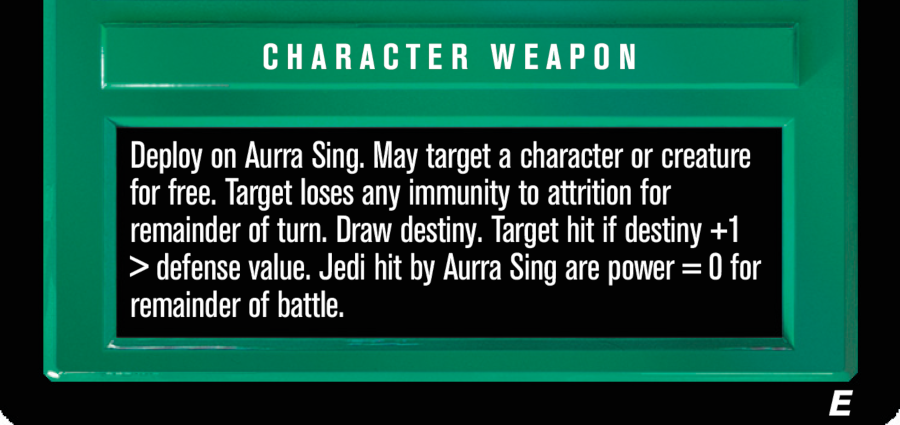 CHARACTER WEAPON
Deploy on Aurra Sing. May target a character or creature
for free. Target loses any immunity to attrition for
remainder of turn. Draw destiny. Target hit if destiny +1
> defense value. Jedi hit by Aurra Sing are power = 0 for
remainder of battle.
E